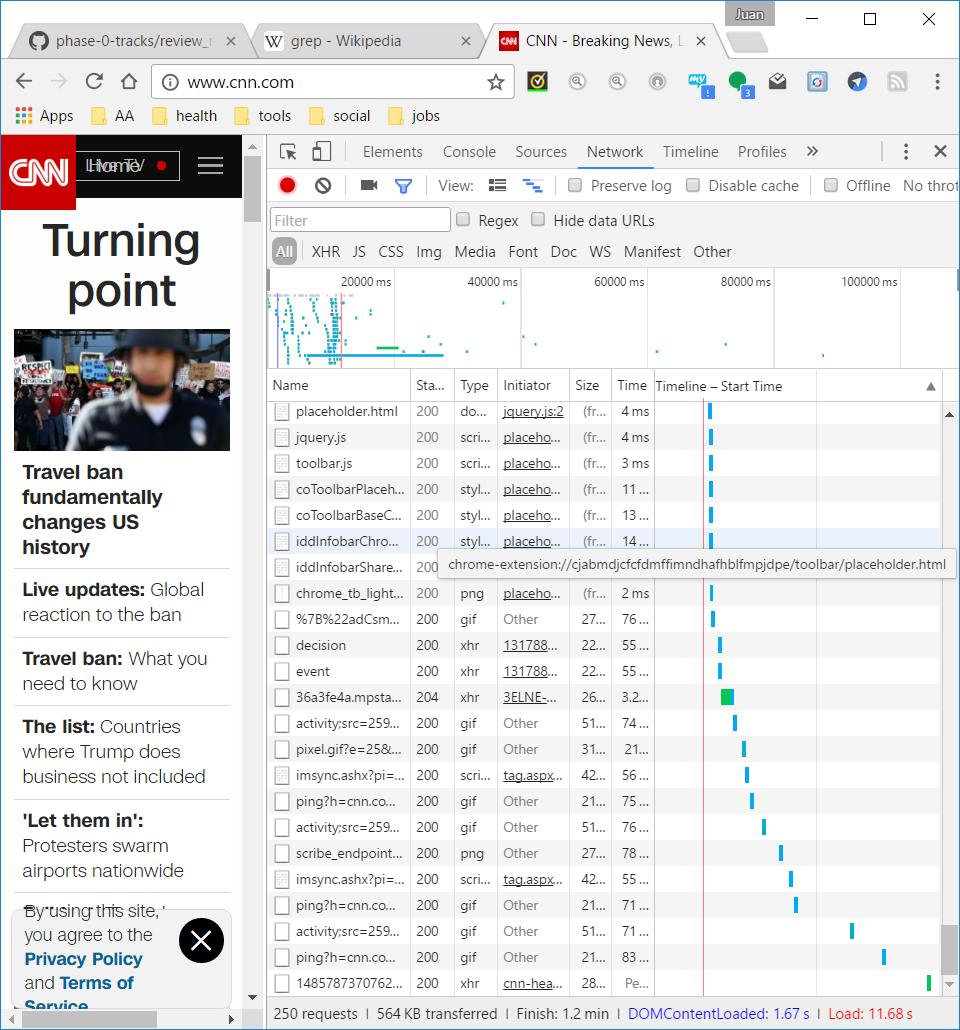 Juan
phase-0-tracks/review_r
grep - Wikipedia
CNN - Breaking News, L
www.cnn.com
Apps AA health tools social jobs
CNN
Home
Live TV
Turning
point
RESPECT
Travel ban
fundamentally
changes US
history
Live updates: Global
reaction to the ban
Travel ban: What you
need to know
The list: Countries
where Trump does
business not included
'Let them in':
Protesters swarm
airports nationwide
By using this site,
you agree to the
Privacy Policy
and Terms of
Service
Elements Console Sources Network Timeline Profiles »
View: Preserve log Disable cache Offline No throt
Filter Regex Hide data URLs
All XHR JS CSS Img Media Font Doc WS Manifest Other
20000 ms 40000 ms 60000 ms 80000 ms 100000 ms
Name Sta... Type Initiator Size Time Timeline – Start Time
placeholder.html 200 do... jquery.js:2 (fr... 4 ms
jquery.js 200 scri... placeho... (fr... 4 ms
toolbar.js 200 scri... placeho... (fr... 3 ms
coToolbarPlaceh... 200 styl... placeho... (fr... 11 ...
coToolbarBaseC... 200 styl... placeho... (fr... 13 ...
iddInfobarChro... 200 styl... placeho... (fr... 14 ...
iddInfobarShare...
chrome-extension://cjabmdjcfcfdmffimndhafhblfmpjdpe/toolbar/placeholder.html
chrome_tb_light... 200 png placeho... (fr... 2 ms
%7B%22adCsm... 200 gif Other 27... 76 ...
decision 200 xhr 131788... 22... 55 ...
event 200 xhr 131788... 22... 55 ...
36a3fe4a.mpsta... 204 xhr 3ELNE-... 26... 3.2...
activity;src=259... 200 gif Other 51... 74 ...
pixel.gif?e=25&... 200 gif Other 31... 21...
imsync.ashx?pi=... 200 scri... tag.aspx... 42... 56 ...
ping?h=cnn.co... 200 gif Other 21... 75 ...
activity;src=259... 200 gif Other 51... 76 ...
scribe_endpoint... 200 png Other 27... 78 ...
imsync.ashx?pi=... 200 scri... tag.aspx... 42... 55 ...
ping?h=cnn.co... 200 gif Other 21... 71 ...
activity;src=259... 200 gif Other 51... 71 ...
ping?h=cnn.co... 200 gif Other 21... 83 ...
1485787370762... 200 gif cnn-hea... 28... Pe...
250 requests | 564 KB transferred | Finish: 1.2 min | DOMContentLoaded: 1.67 s | Load: 11.68 s